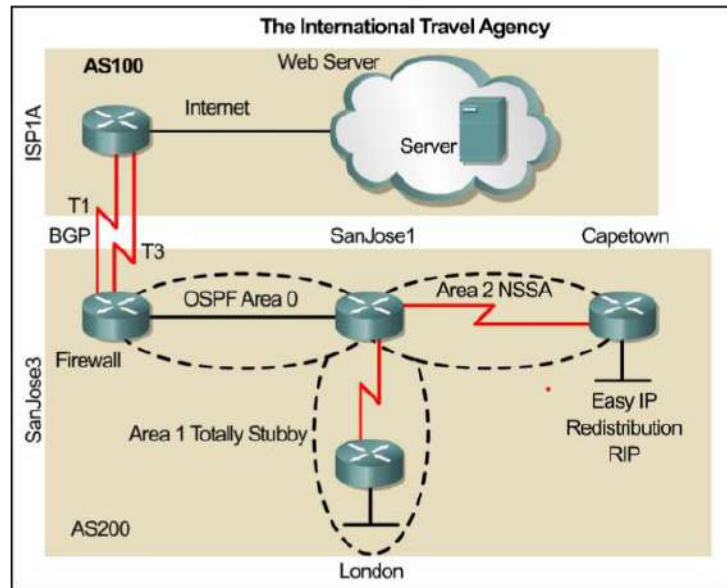 The International Travel Agency
AS100
Web Server
ISP1A
Internet
Server
T1
BGP
T3
SanJose1
Capetown
OSPF Area 0
Area 2 NSSA
Firewall
SanJose3
Area 1 Totally Stubby
Easy IP
Redistribution
RIP
AS200
London